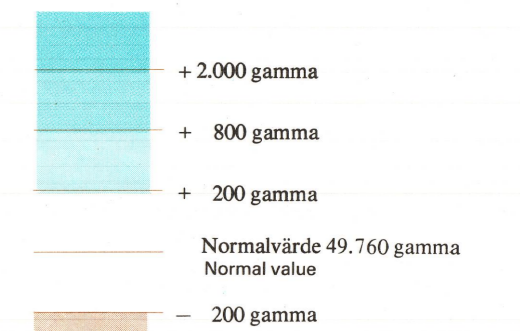 + 2.000 gamma
+ 800 gamma
+ 200 gamma
Normalvärde 49.760 gamma
Normal value
− 200 gamma